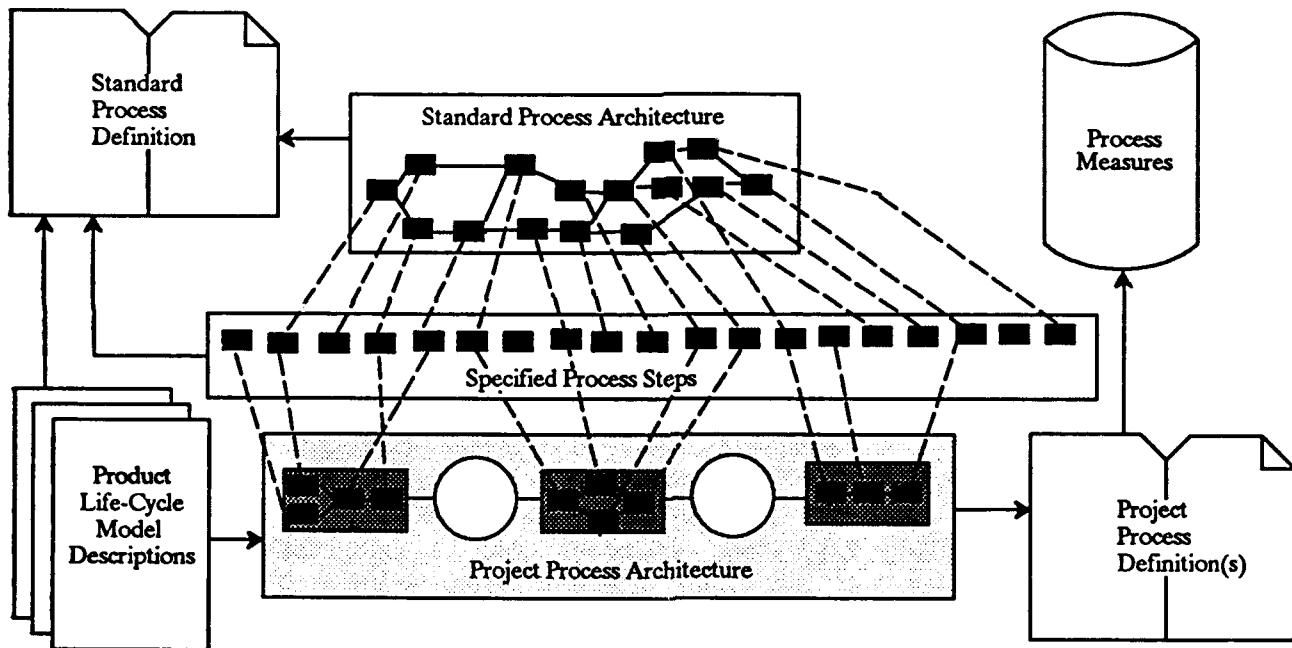 Standard
Process
Definition
Standard Process Architecture
Process
Measures
Specified Process Steps
Product
Life-Cycle
Model
Descriptions
Project Process Architecture
Project
Process
Definition(s)